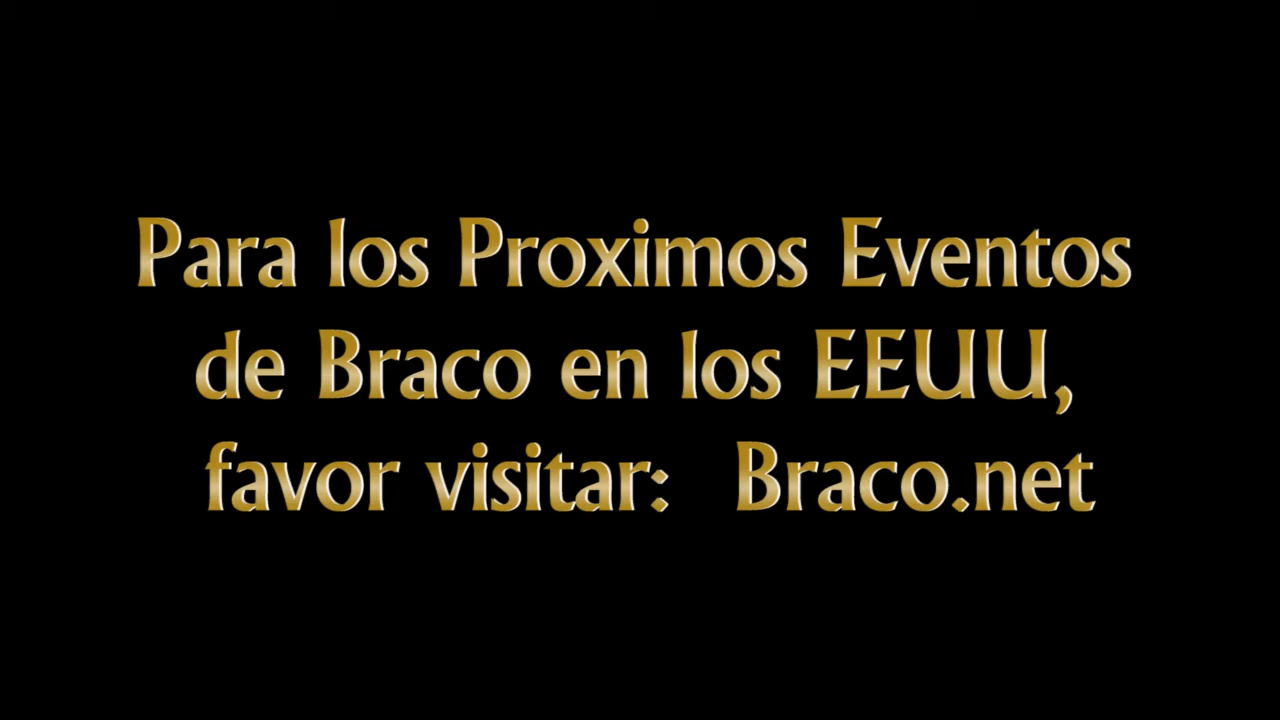 Para los Proximos Eventos
de Braco en los EEUU,
favor visitar: Braco.net